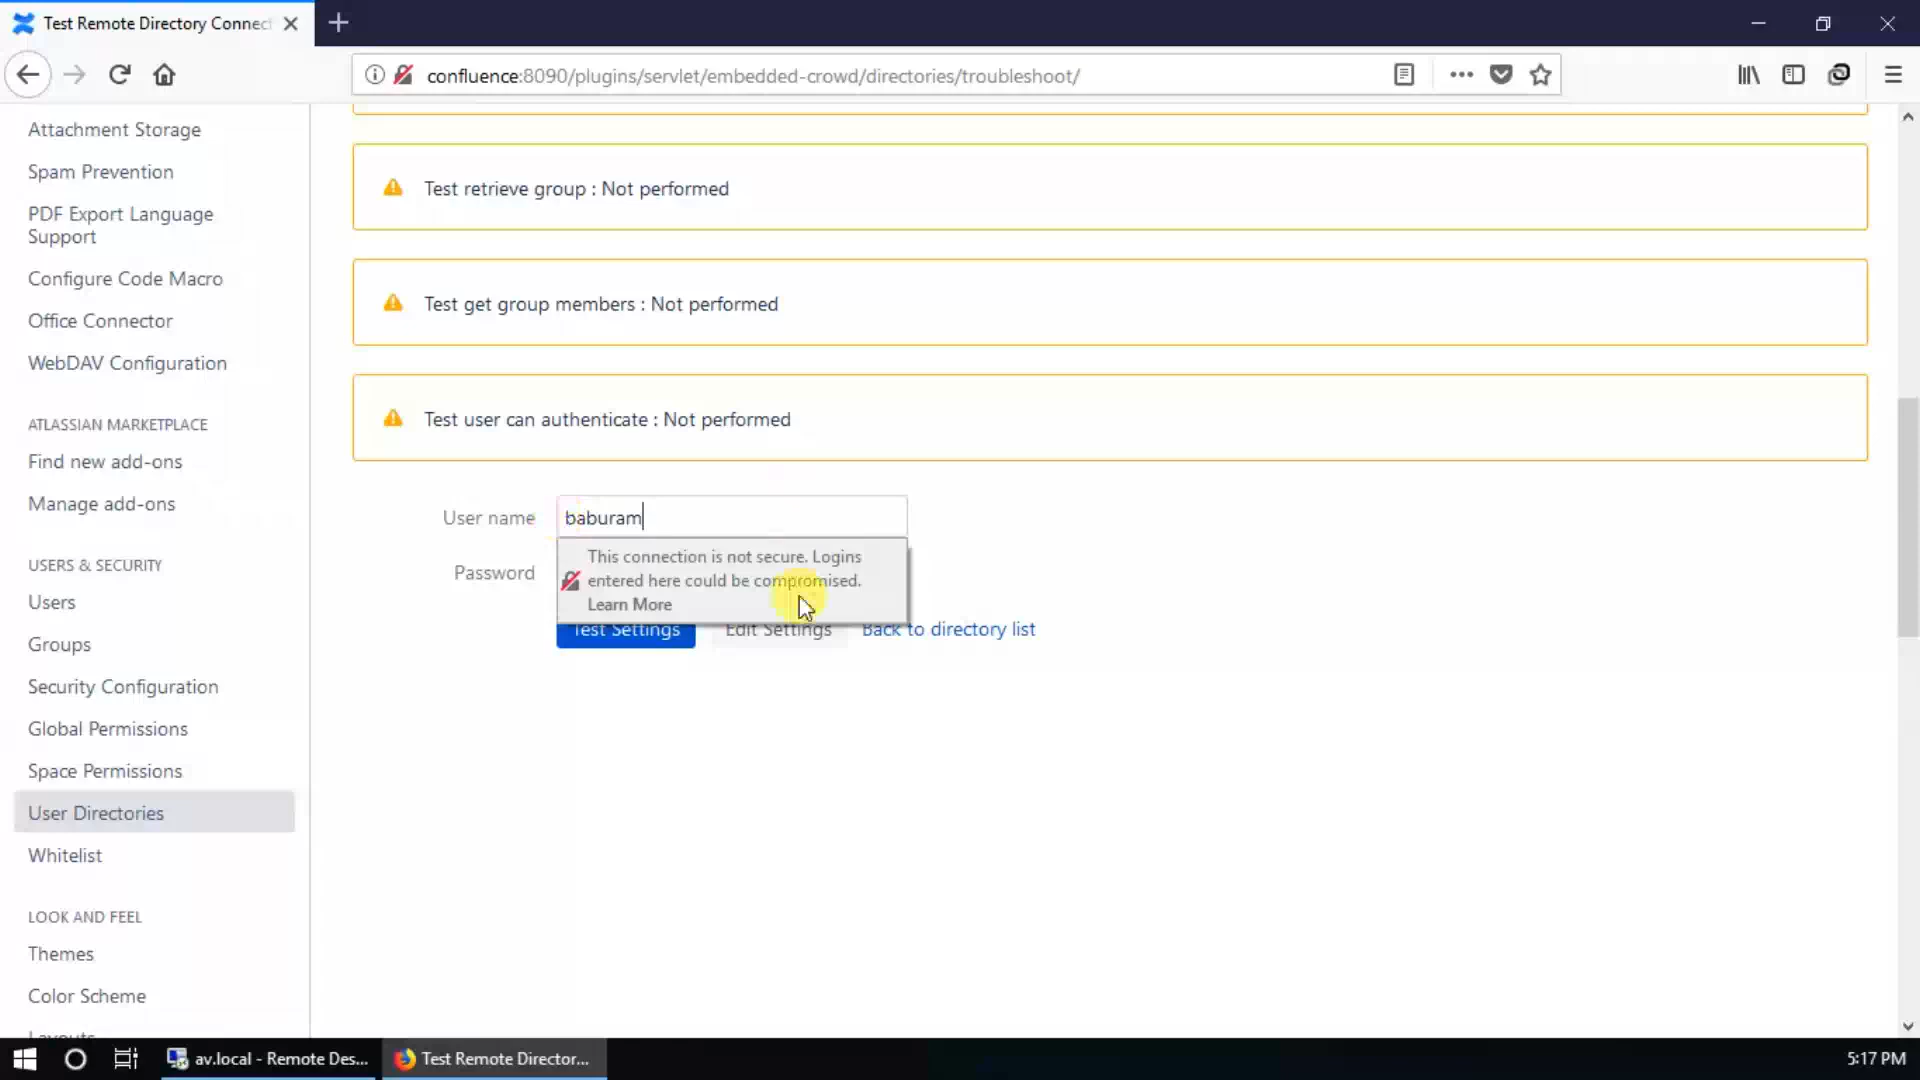 Test Remote Directory Connect
confluence:8090/plugins/servlet/embedded-crowd/directories/troubleshoot/
Attachment Storage
Spam Prevention
PDF Export Language
Support
Configure Code Macro
Office Connector
WebDAV Configuration
ATLASSIAN MARKETPLACE
Find new add-ons
Manage add-ons
USERS & SECURITY
Users
Groups
Security Configuration
Global Permissions
Space Permissions
User Directories
Whitelist
LOOK AND FEEL
Themes
Color Scheme
Layouts
Test retrieve group : Not performed
Test get group members : Not performed
Test user can authenticate : Not performed
User name baburam
This connection is not secure. Logins
entered here could be compromised.
Learn More
Password
Test Settings Edit Settings Back to directory list
av.local - Remote Des... Test Remote Director... 5:17 PM